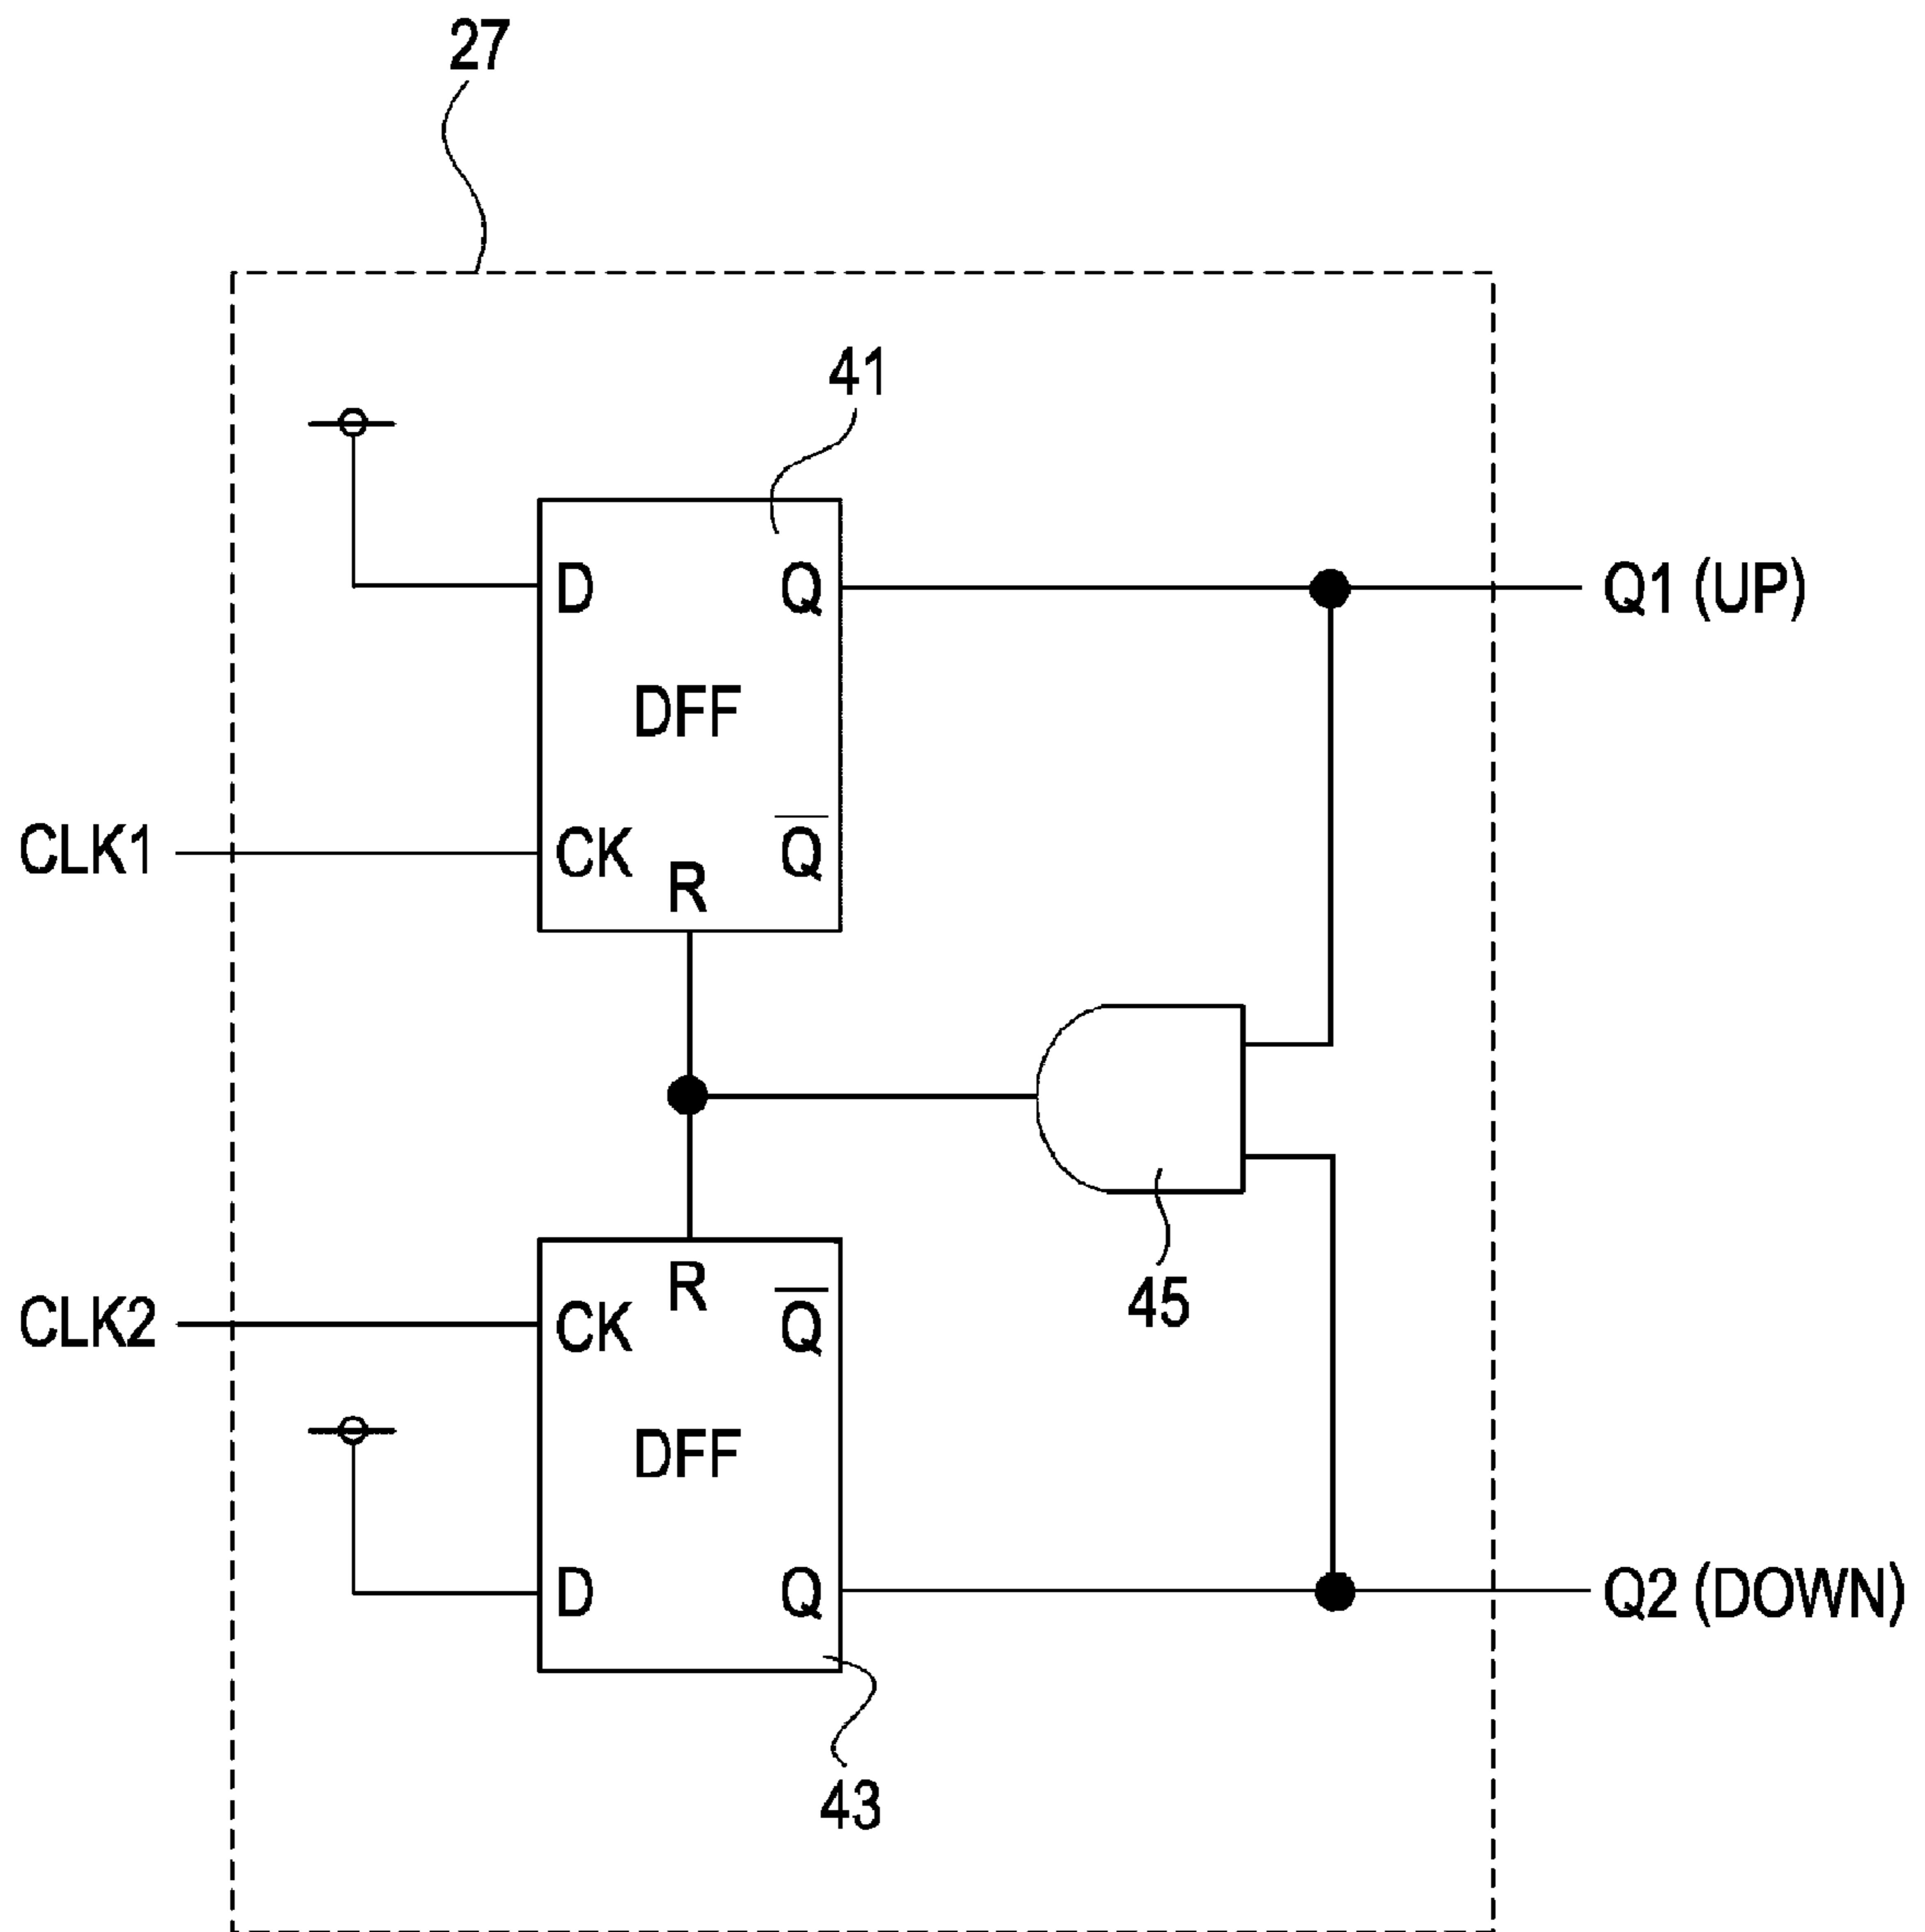 27
41
D Q
Q1 (UP)
DFF
CLK1
CK R Q̅
45
CLK2
CK R Q̅
DFF
D Q
Q2 (DOWN)
43